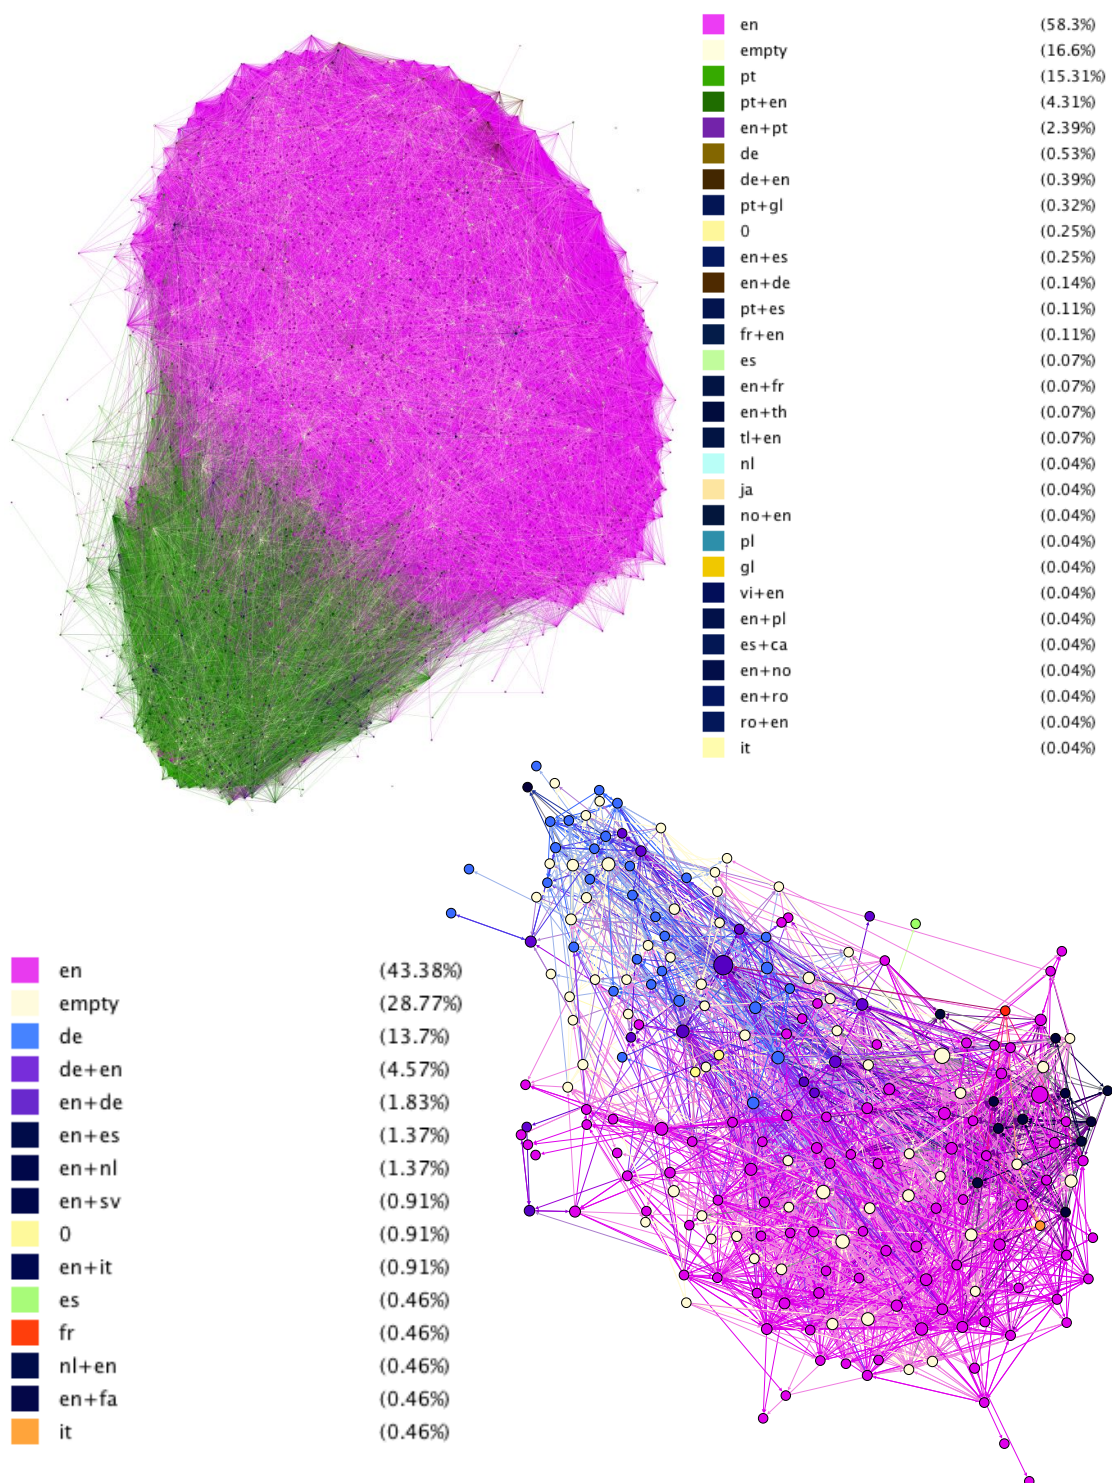 en (58.3%)
empty (16.6%)
pt (15.31%)
pt+en (4.31%)
en+pt (2.39%)
de (0.53%)
de+en (0.39%)
pt+gl (0.32%)
0 (0.25%)
en+es (0.25%)
en+de (0.14%)
pt+es (0.11%)
fr+en (0.11%)
es (0.07%)
en+fr (0.07%)
en+th (0.07%)
tl+en (0.07%)
nl (0.04%)
ja (0.04%)
no+en (0.04%)
pl (0.04%)
gl (0.04%)
vi+en (0.04%)
en+pl (0.04%)
es+ca (0.04%)
en+no (0.04%)
en+ro (0.04%)
ro+en (0.04%)
it (0.04%)
en (43.38%)
empty (28.77%)
de (13.7%)
de+en (4.57%)
en+de (1.83%)
en+es (1.37%)
en+nl (1.37%)
en+sv (0.91%)
0 (0.91%)
en+it (0.91%)
es (0.46%)
fr (0.46%)
nl+en (0.46%)
en+fa (0.46%)
it (0.46%)